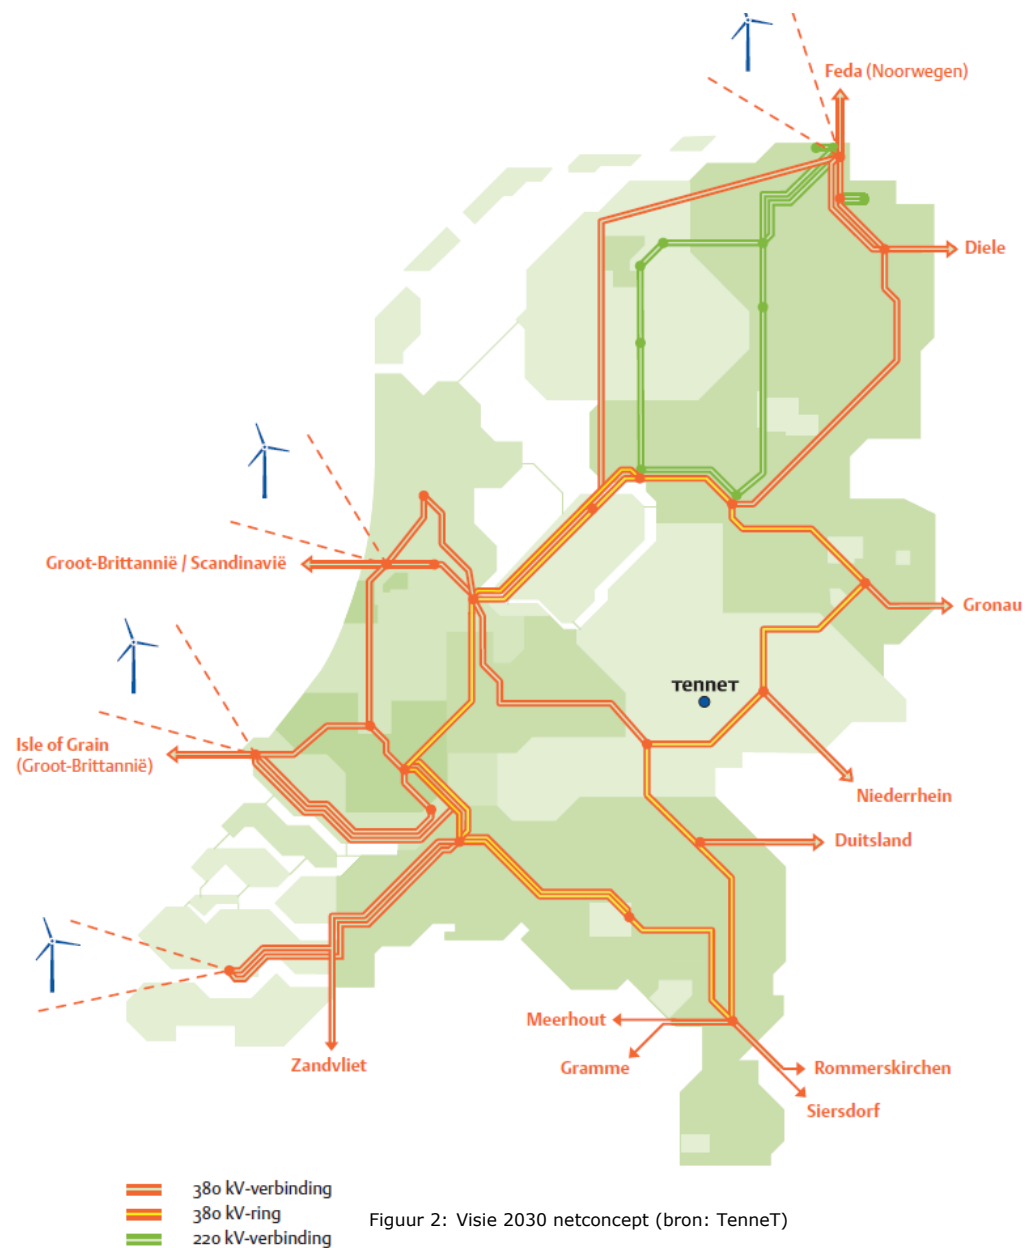 Feda (Noorwegen)
Diele
Groot-Brittannië / Scandinavië
Gronau
TenneT
Isle of Grain
(Groot-Brittannië)
Niederrhein
Duitsland
Meerhout
Gramme
Zandvliet
Rommerskirchen
Siersdorf
380 kV-verbinding
380 kV-ring
220 kV-verbinding
Figuur 2: Visie 2030 netconcept (bron: TenneT)